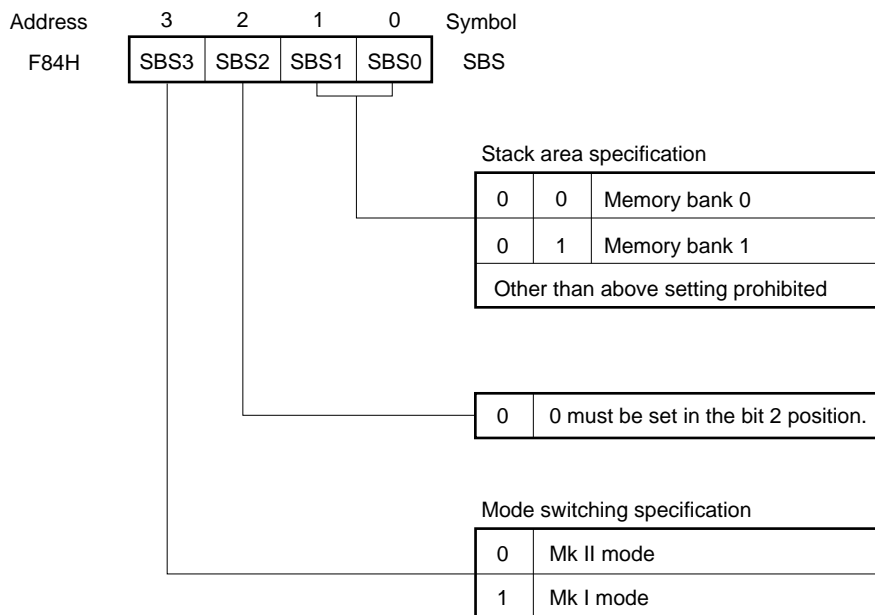 Address 3 2 1 0 Symbol
F84H SBS3 SBS2 SBS1 SBS0 SBS
Stack area specification
0 0 Memory bank 0
0 1 Memory bank 1
Other than above setting prohibited
0 0 must be set in the bit 2 position.
Mode switching specification
0 Mk II mode
1 Mk I mode